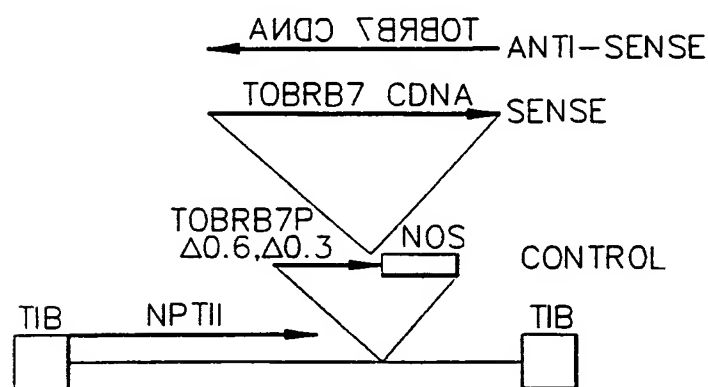 TOBRB7 CDNA ANTI-SENSE
TOBRB7 CDNA SENSE
TOBRB7P
Δ0.6,Δ0.3
NOS
CONTROL
TIB NPTII TIB